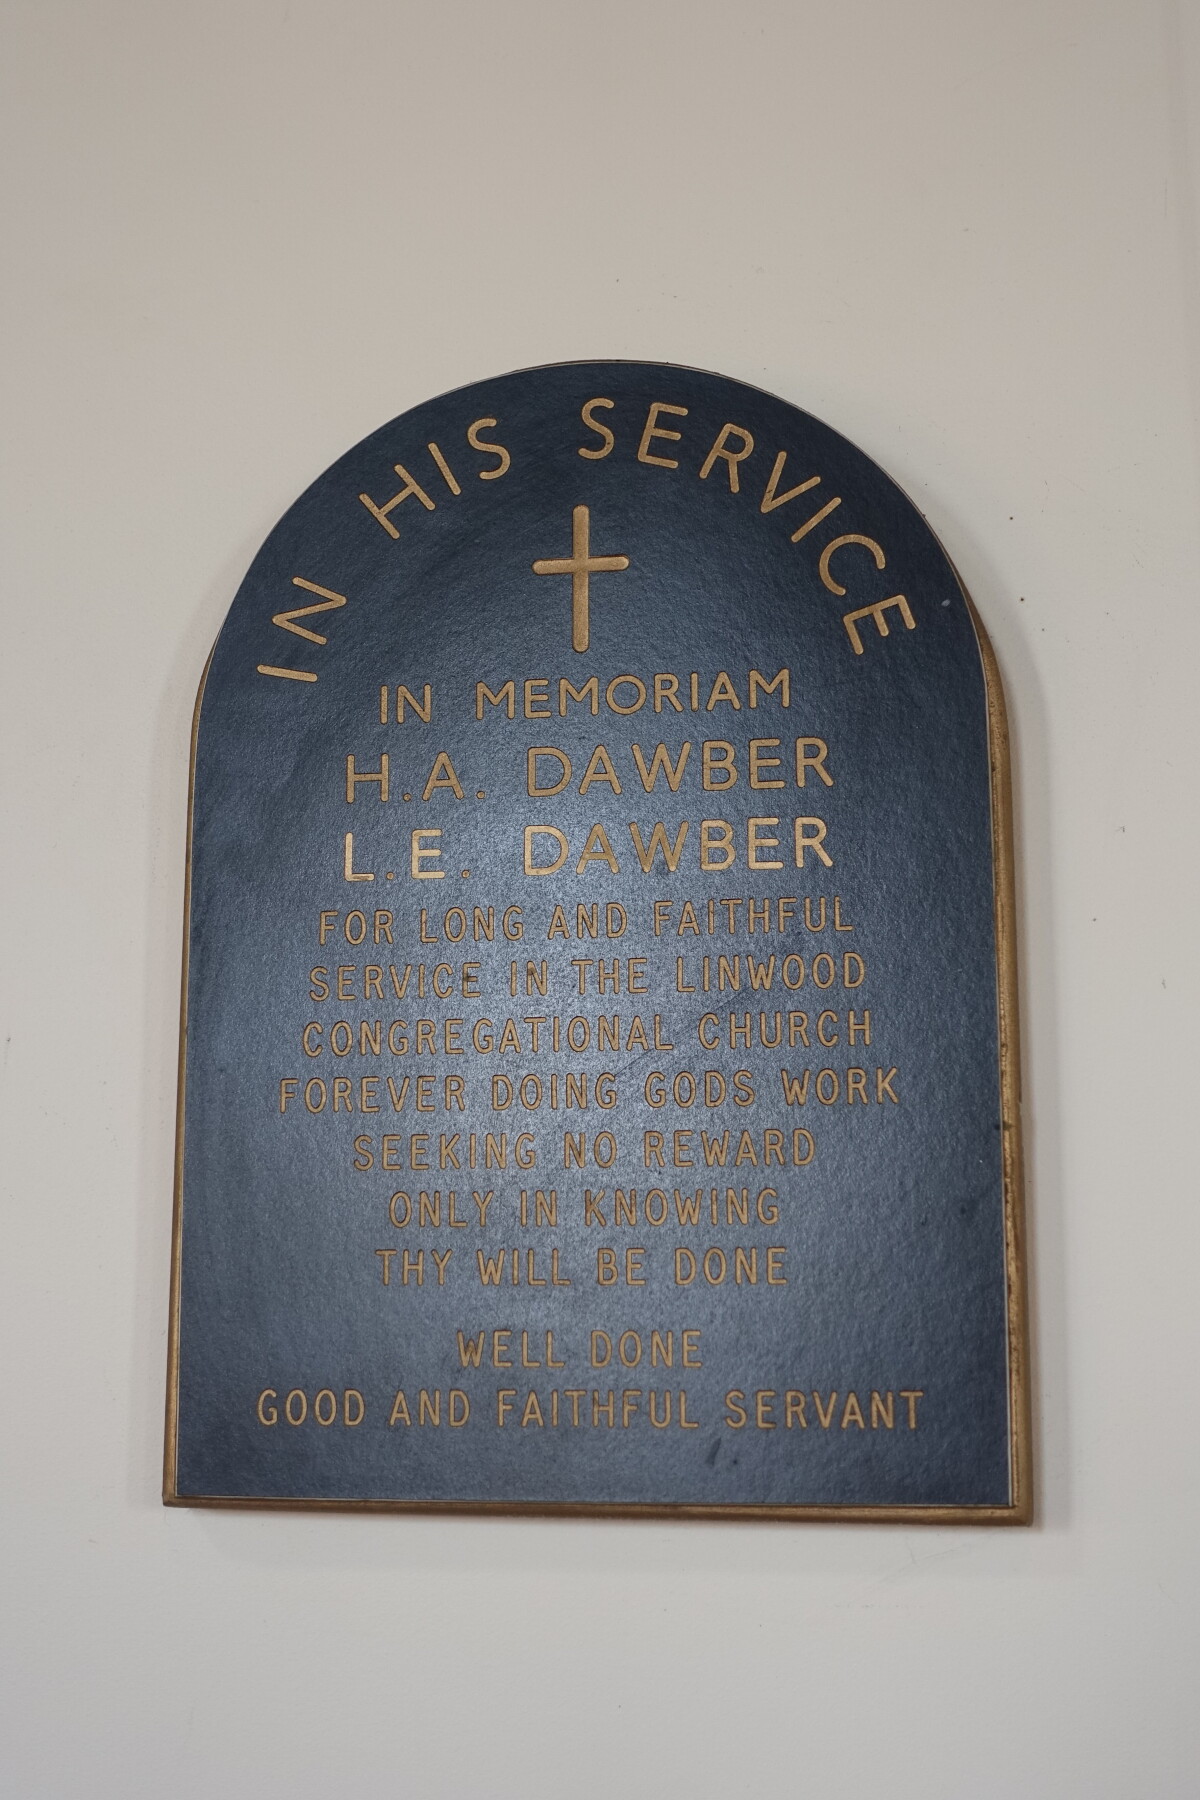 IN HIS SERVICE
IN MEMORIAM
H.A. DAWBER
L.E. DAWBER
FOR LONG AND FAITHFUL
SERVICE IN THE LINWOOD
CONGREGATIONAL CHURCH
FOREVER DOING GODS WORK
SEEKING NO REWARD
ONLY IN KNOWING
THY WILL BE DONE
WELL DONE
GOOD AND FAITHFUL SERVANT